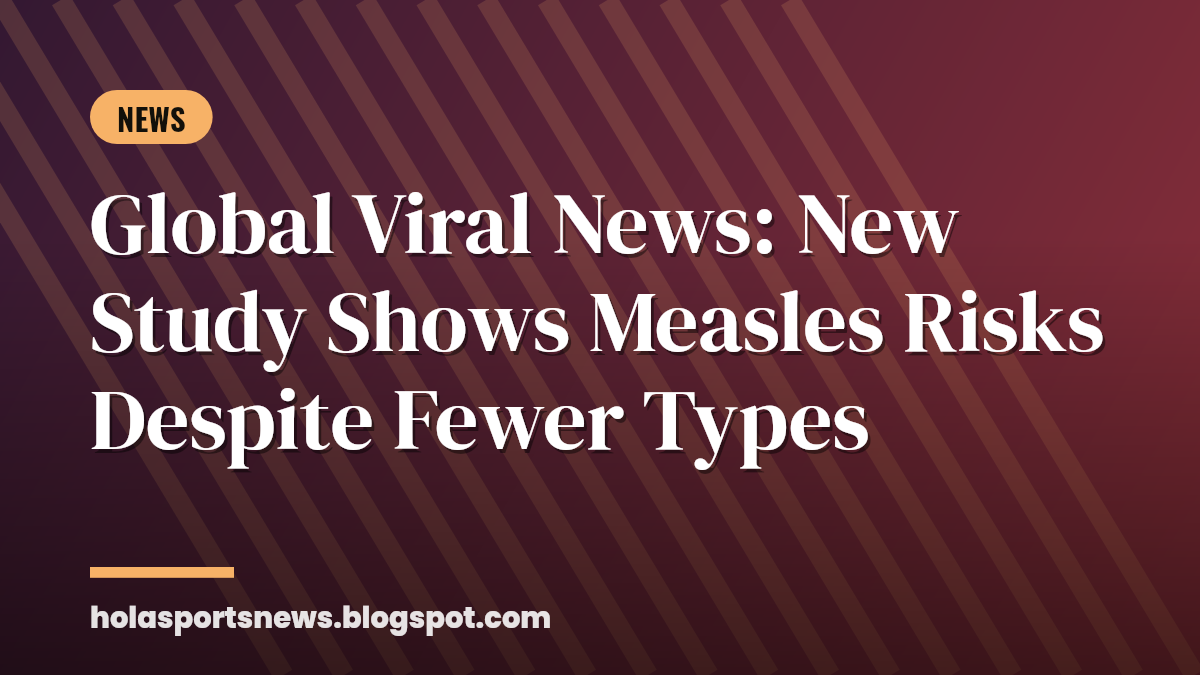 NEWS
Global Viral News: New
Study Shows Measles Risks
Despite Fewer Types
holasportsnews.blogspot.com